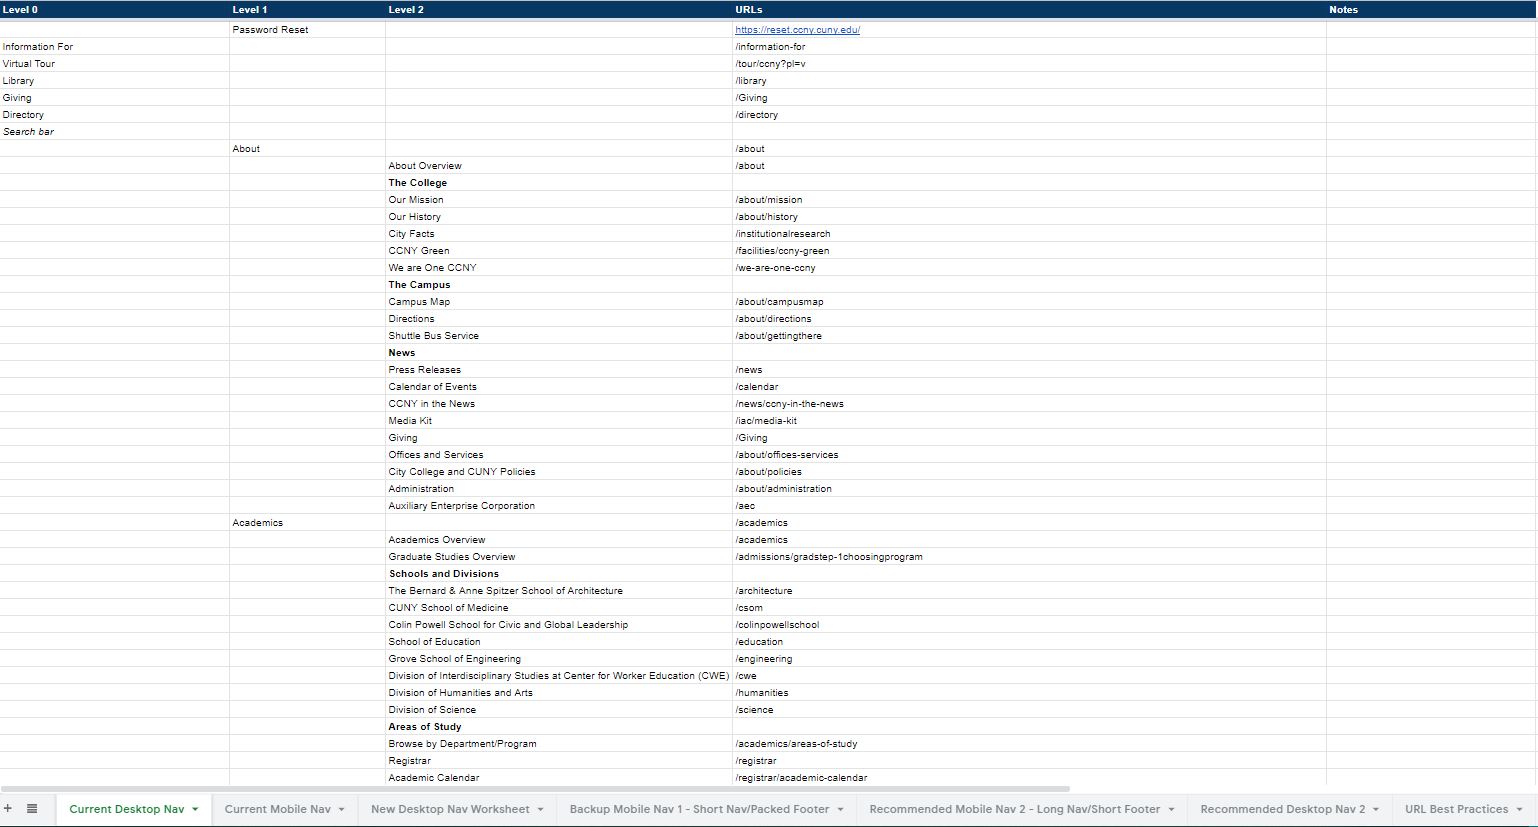 Level 0 Level 1 Level 2 URLs Notes
Password Reset https://reset.ccny.cuny.edu/
Information For /information-for
Virtual Tour /tour/ccny?pl=v
Library /library
Giving /Giving
Directory /directory
Search bar
About /about
About Overview /about
The College
Our Mission /about/mission
Our History /about/history
City Facts /institutionalresearch
CCNY Green /facilities/ccny-green
We are One CCNY /we-are-one-ccny
The Campus
Campus Map /about/campusmap
Directions /about/directions
Shuttle Bus Service /about/gettingthere
News
Press Releases /news
Calendar of Events /calendar
CCNY in the News /news/ccny-in-the-news
Media Kit /iac/media-kit
Giving /Giving
Offices and Services /about/offices-services
City College and CUNY Policies /about/policies
Administration /about/administration
Auxiliary Enterprise Corporation /aec
Academics /academics
Academics Overview /academics
Graduate Studies Overview /admissions/gradstep-1choosingprogram
Schools and Divisions
The Bernard & Anne Spitzer School of Architecture /architecture
CUNY School of Medicine /csom
Colin Powell School for Civic and Global Leadership /colinpowellschool
School of Education /education
Grove School of Engineering /engineering
Division of Interdisciplinary Studies at Center for Worker Education (CWE) /cwe
Division of Humanities and Arts /humanities
Division of Science /science
Areas of Study
Browse by Department/Program /academics/areas-of-study
Registrar /registrar
Academic Calendar /registrar/academic-calendar
Current Desktop Nav Current Mobile Nav New Desktop Nav Worksheet Backup Mobile Nav 1 - Short Nav/Packed Footer Recommended Mobile Nav 2 - Long Nav/Short Footer Recommended Desktop Nav 2 URL Best Practices